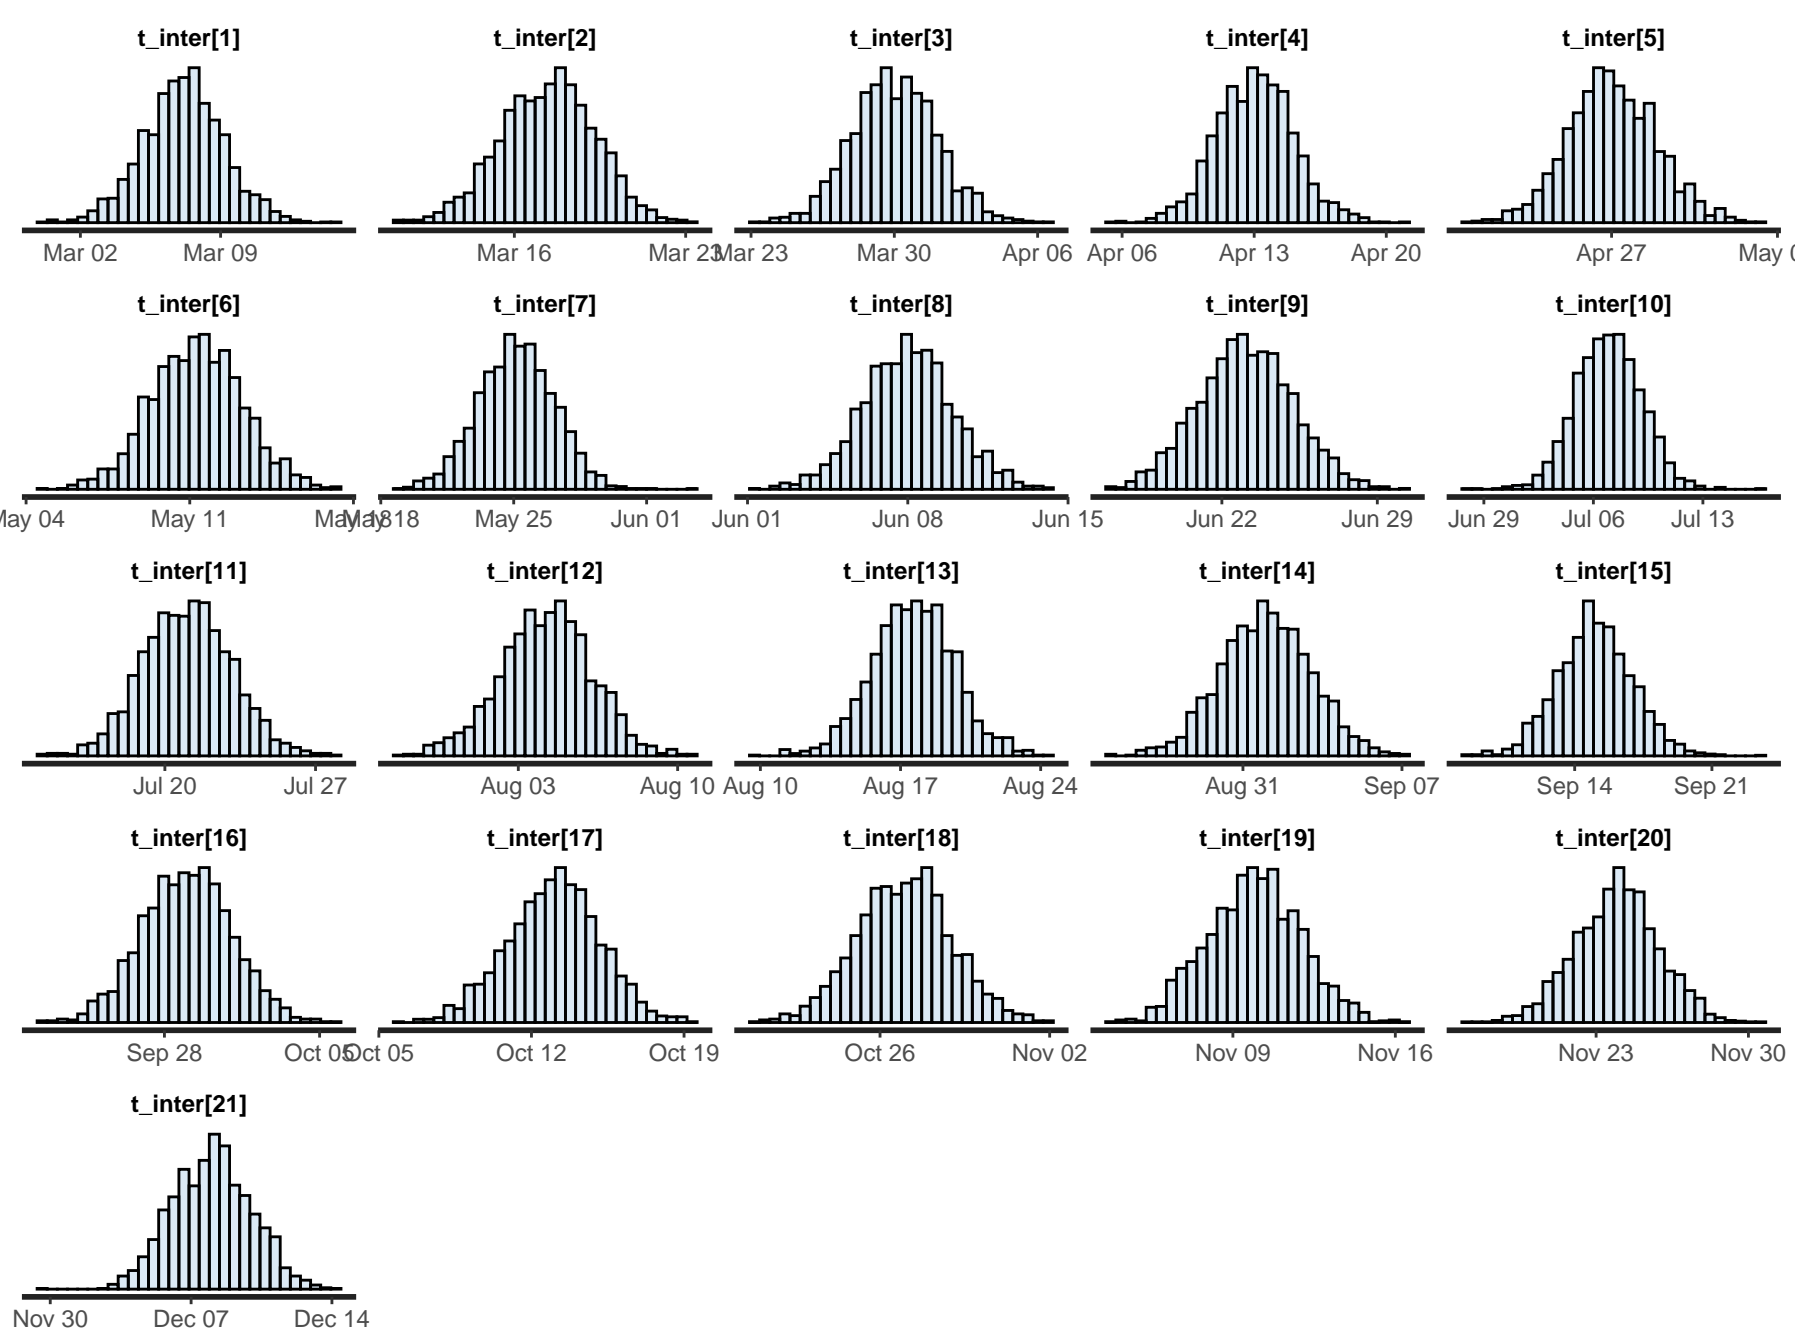 t_inter[1] t_inter[2] t_inter[3] t_inter[4] t_inter[5]
Mar 02 Mar 09 Mar 16 Mar 23 Mar 23 Mar 30 Apr 06 Apr 06 Apr 13 Apr 20 Apr 27 May 0
t_inter[6] t_inter[7] t_inter[8] t_inter[9] t_inter[10]
May 04 May 11 May 18 May 18 May 25 Jun 01 Jun 01 Jun 08 Jun 15 Jun 22 Jun 29 Jun 29 Jul 06 Jul 13
t_inter[11] t_inter[12] t_inter[13] t_inter[14] t_inter[15]
Jul 20 Jul 27 Aug 03 Aug 10 Aug 10 Aug 17 Aug 24 Aug 31 Sep 07 Sep 14 Sep 21
t_inter[16] t_inter[17] t_inter[18] t_inter[19] t_inter[20]
Sep 28 Oct 05 Oct 05 Oct 12 Oct 19 Oct 26 Nov 02 Nov 09 Nov 16 Nov 23 Nov 30
t_inter[21]
Nov 30 Dec 07 Dec 14